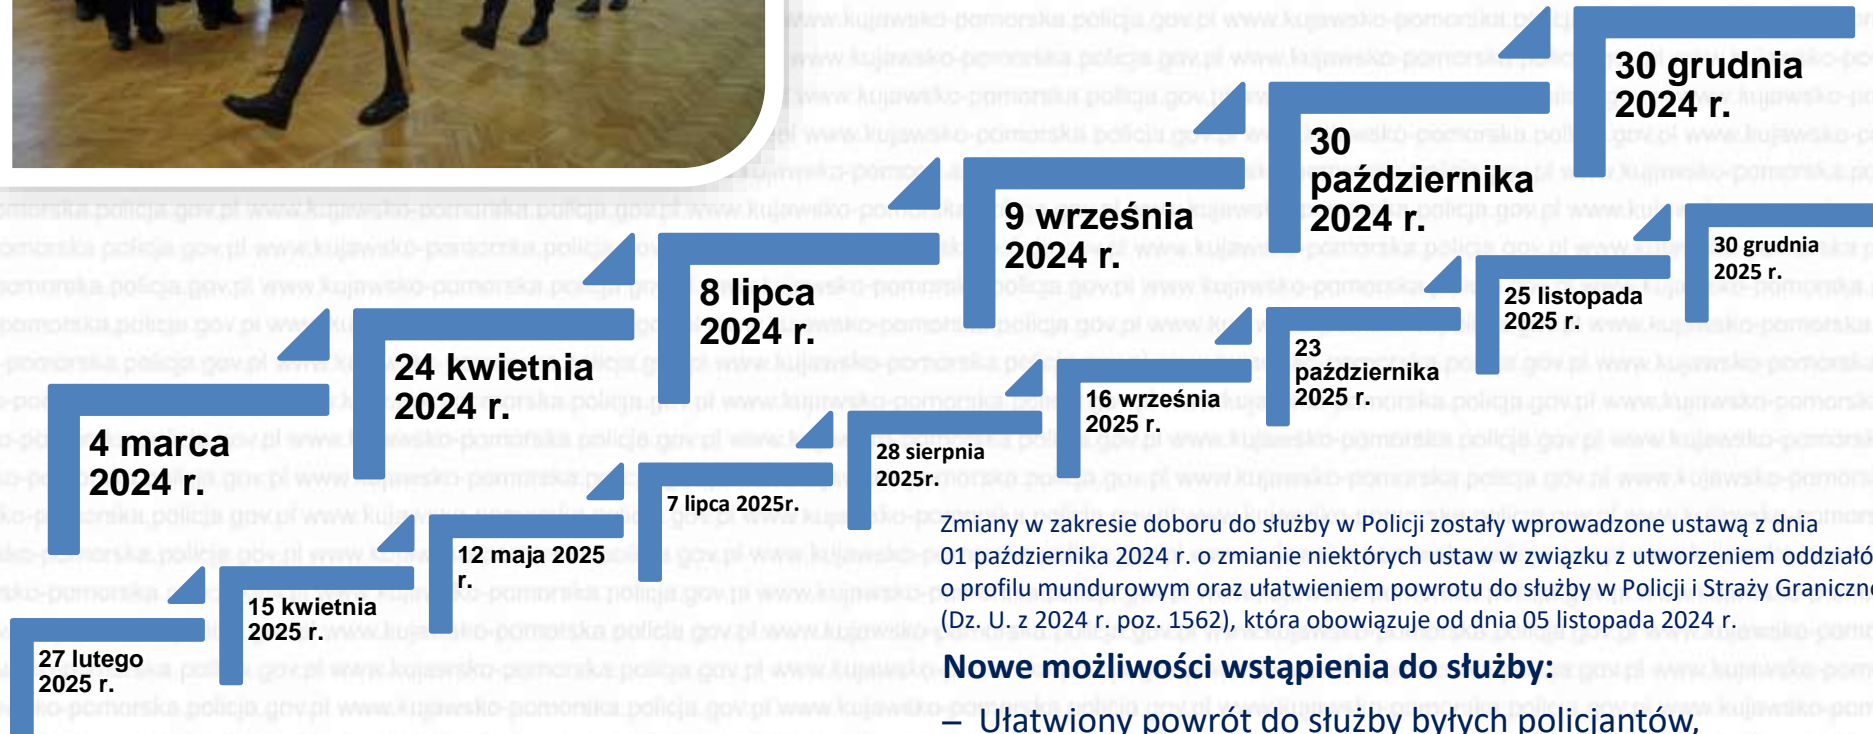 4 marca
2024 r.
24 kwietnia
2024 r.
8 lipca
2024 r.
9 września
2024 r.
30
października
2024 r.
30 grudnia
2024 r.
27 lutego
2025 r.
15 kwietnia
2025 r.
12 maja 2025
r.
7 lipca 2025r.
28 sierpnia
2025r.
16 września
2025 r.
23
października
2025 r.
25 listopada
2025 r.
30 grudnia
2025 r.
Zmiany w zakresie doboru do służby w Policji zostały wprowadzone ustawą z dnia
01 października 2024 r. o zmianie niektórych ustaw w związku z utworzeniem oddziałó
o profilu mundurowym oraz ułatwieniem powrotu do służby w Policji i Straży Graniczne
(Dz. U. z 2024 r. poz. 1562), która obowiązuje od dnia 05 listopada 2024 r.
Nowe możliwości wstąpienia do służby:
– Ułatwiony powrót do służby byłych policjantów,